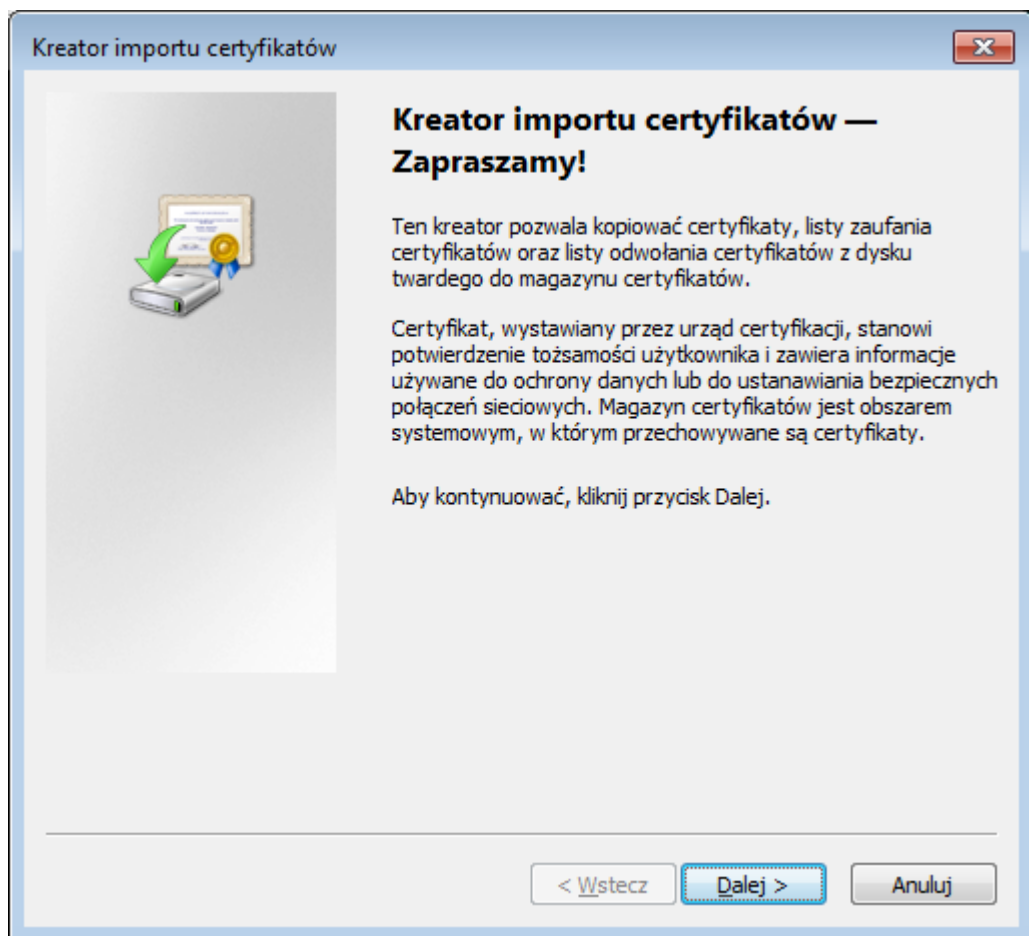 Kreator importu certyfikatów
Kreator importu certyfikatów —
Zapraszamy!
Ten kreator pozwala kopiować certyfikaty, listy zaufania
certyfikatów oraz listy odwołania certyfikatów z dysku
twardego do magazynu certyfikatów.
Certyfikat, wystawiany przez urząd certyfikacji, stanowi
potwierdzenie tożsamości użytkownika i zawiera informacje
używane do ochrony danych lub do ustanawiania bezpiecznych
połączeń sieciowych. Magazyn certyfikatów jest obszarem
systemowym, w którym przechowywane są certyfikaty.
Aby kontynuować, kliknij przycisk Dalej.
< Wstecz Dalej > Anuluj